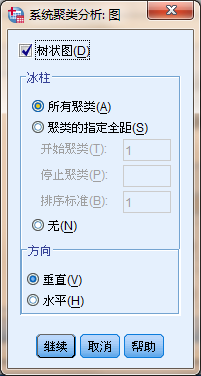 系统聚类分析: 图
树状图(D)
冰柱
所有聚类(A)
聚类的指定全距(S)
开始聚类(T): 1
停止聚类(P):
排序标准(B): 1
无(N)
方向
垂直(V)
水平(H)
继续 取消 帮助